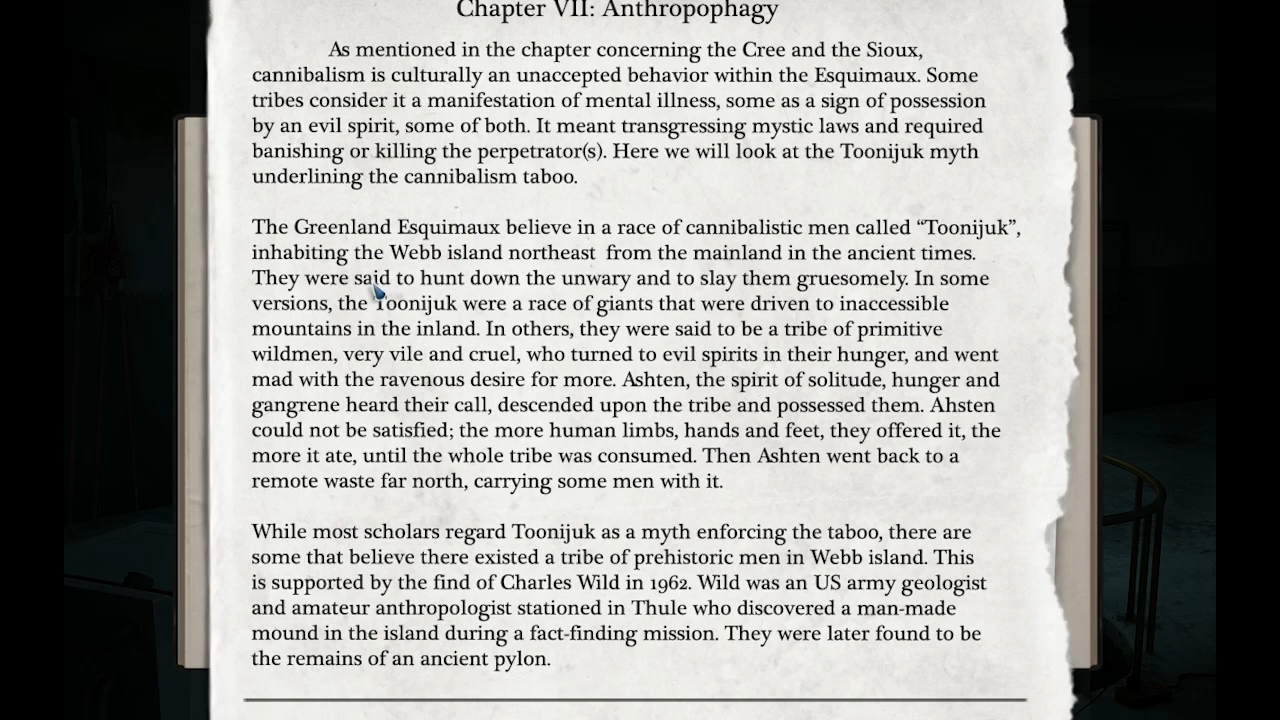 Chapter VII: Anthropophagy
As mentioned in the chapter concerning the Cree and the Sioux,
cannibalism is culturally an unaccepted behavior within the Esquimaux. Some
tribes consider it a manifestation of mental illness, some as a sign of possession
by an evil spirit, some of both. It meant transgressing mystic laws and required
banishing or killing the perpetrator(s). Here we will look at the Toonijuk myth
underlining the cannibalism taboo.
The Greenland Esquimaux believe in a race of cannibalistic men called “Toonijuk”,
inhabiting the Webb island northeast  from the mainland in the ancient times.
They were said to hunt down the unwary and to slay them gruesomely. In some
versions, the Toonijuk were a race of giants that were driven to inaccessible
mountains in the inland. In others, they were said to be a tribe of primitive
wildmen, very vile and cruel, who turned to evil spirits in their hunger, and went
mad with the ravenous desire for more. Ashten, the spirit of solitude, hunger and
gangrene heard their call, descended upon the tribe and possessed them. Ahsten
could not be satisfied; the more human limbs, hands and feet, they offered it, the
more it ate, until the whole tribe was consumed. Then Ashten went back to a
remote waste far north, carrying some men with it.
While most scholars regard Toonijuk as a myth enforcing the taboo, there are
some that believe there existed a tribe of prehistoric men in Webb island. This
is supported by the find of Charles Wild in 1962. Wild was an US army geologist
and amateur anthropologist stationed in Thule who discovered a man-made
mound in the island during a fact-finding mission. They were later found to be
the remains of an ancient pylon.